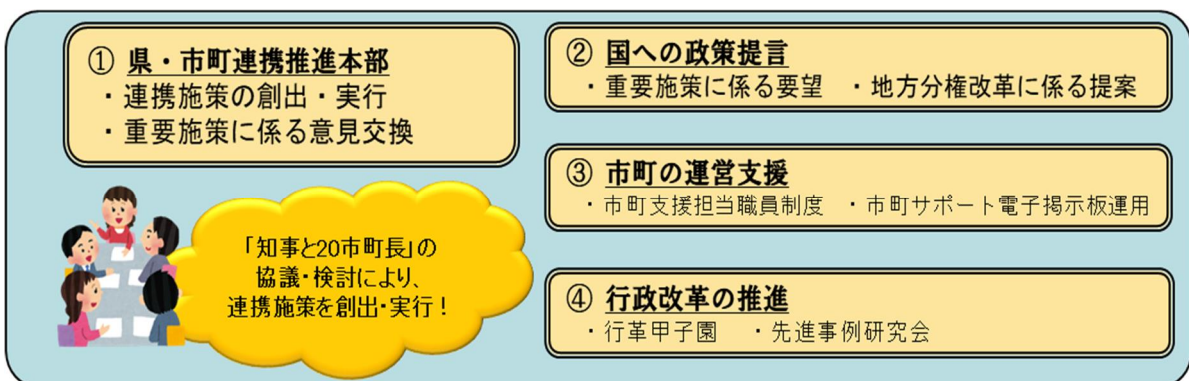 ① 県・市町連携推進本部
・連携施策の創出・実行
・重要施策に係る意見交換
「知事と20市町長」の
協議・検討により、
連携施策を創出・実行！
② 国への政策提言
・重要施策に係る要望　・地方分権改革に係る提案
③ 市町の運営支援
・市町支援担当職員制度　・市町サポート電子掲示板運用
④ 行政改革の推進
・行革甲子園　・先進事例研究会